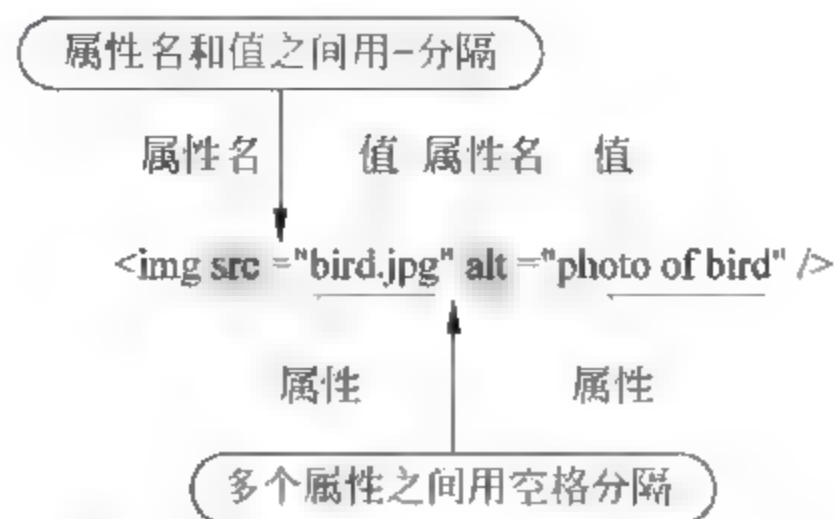 属性名和值之间用-分隔
属性名 值 属性名 值
<img src ="bird.jpg" alt ="photo of bird" />
属性 属性
多个属性之间用空格分隔